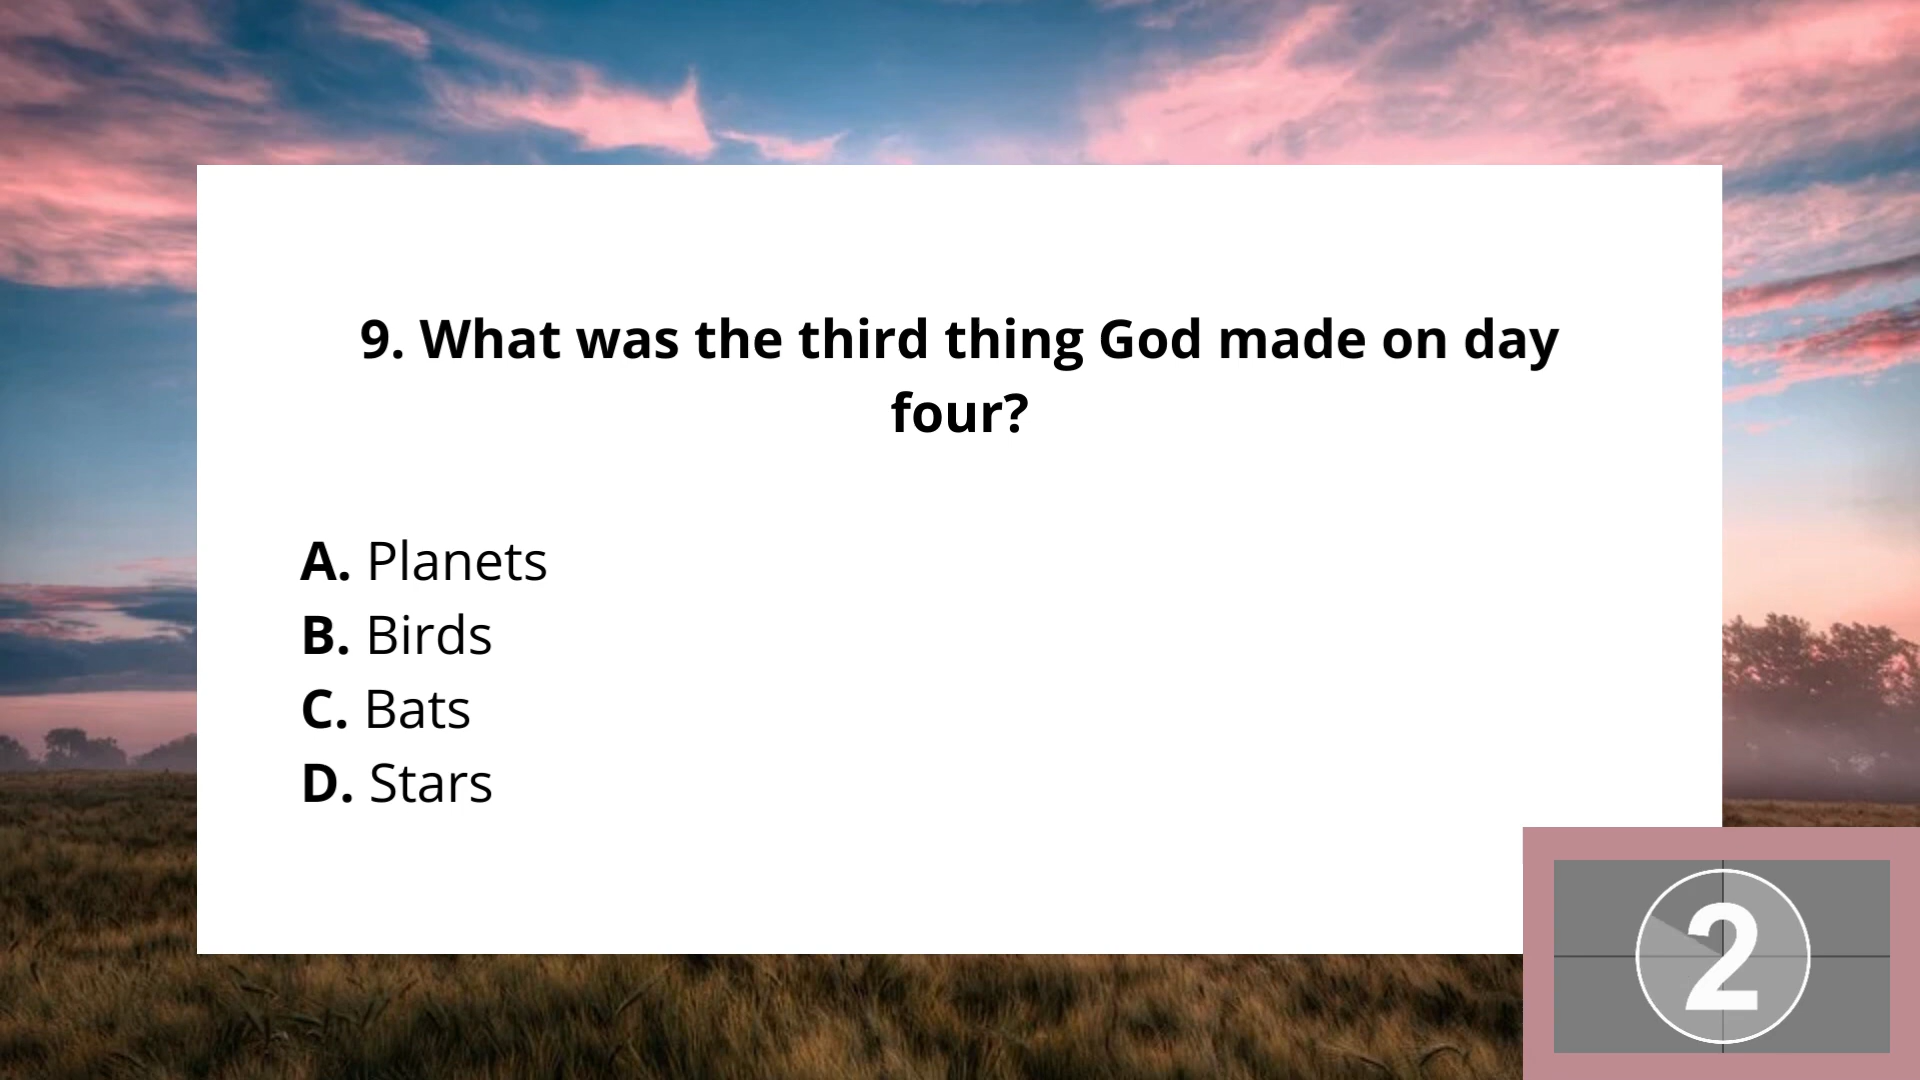 9. What was the third thing God made on day
four?
A. Planets
B. Birds
C. Bats
D. Stars
2